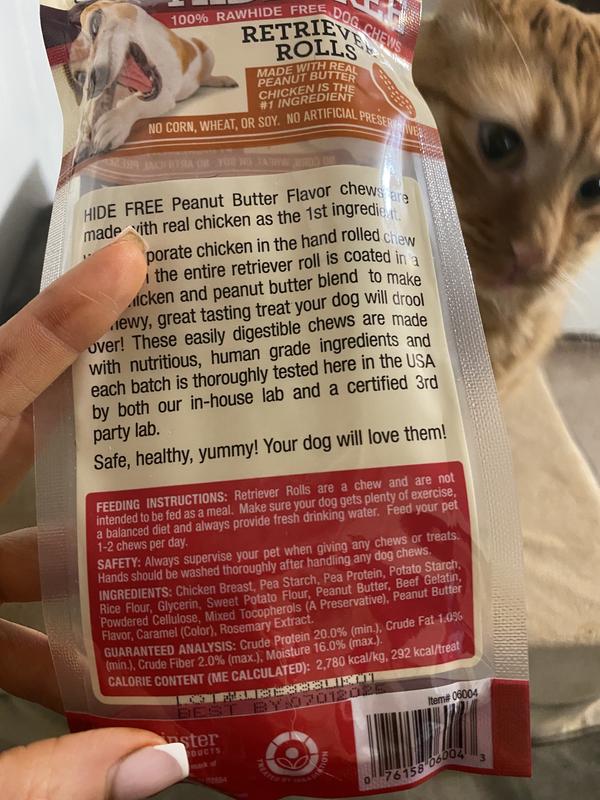 100% RAWHIDE FREE DOG CHEWS
RETRIEVER
ROLLS
MADE WITH REAL
PEANUT BUTTER
CHICKEN IS THE
#1 INGREDIENT
NO CORN, WHEAT, OR SOY. NO ARTIFICIAL PRESERVATIVES
HIDE FREE Peanut Butter Flavor chews are
made with real chicken as the 1st ingredient.
porate chicken in the hand rolled chew
the entire retriever roll is coated in a
chicken and peanut butter blend to make
chewy, great tasting treat your dog will drool
over! These easily digestible chews are made
with nutritious, human grade ingredients and
each batch is thoroughly tested here in the USA
by both our in-house lab and a certified 3rd
party lab.
Safe, healthy, yummy! Your dog will love them!
FEEDING INSTRUCTIONS: Retriever Rolls are a chew and are not
intended to be fed as a meal. Make sure your dog gets plenty of exercise,
a balanced diet and always provide fresh drinking water. Feed your pet
1-2 chews per day.
SAFETY: Always supervise your pet when giving any chews or treats.
Hands should be washed thoroughly after handling any dog chews.
INGREDIENTS: Chicken Breast, Pea Starch, Pea Protein, Potato Starch,
Rice Flour, Glycerin, Sweet Potato Flour, Peanut Butter, Beef Gelatin,
Powdered Cellulose, Mixed Tocopherols (A Preservative), Peanut Butter
Flavor, Caramel (Color), Rosemary Extract.
GUARANTEED ANALYSIS: Crude Protein 20.0% (min.), Crude Fat 1.0%
(min.), Crude Fiber 2.0% (max.), Moisture 16.0% (max.).
CALORIE CONTENT (ME CALCULATED): 2,780 kcal/kg, 292 kcal/treat
BEST BY:07012025
Item# 06004
0 76158 06004 3
TREATED BY IRRADIATION